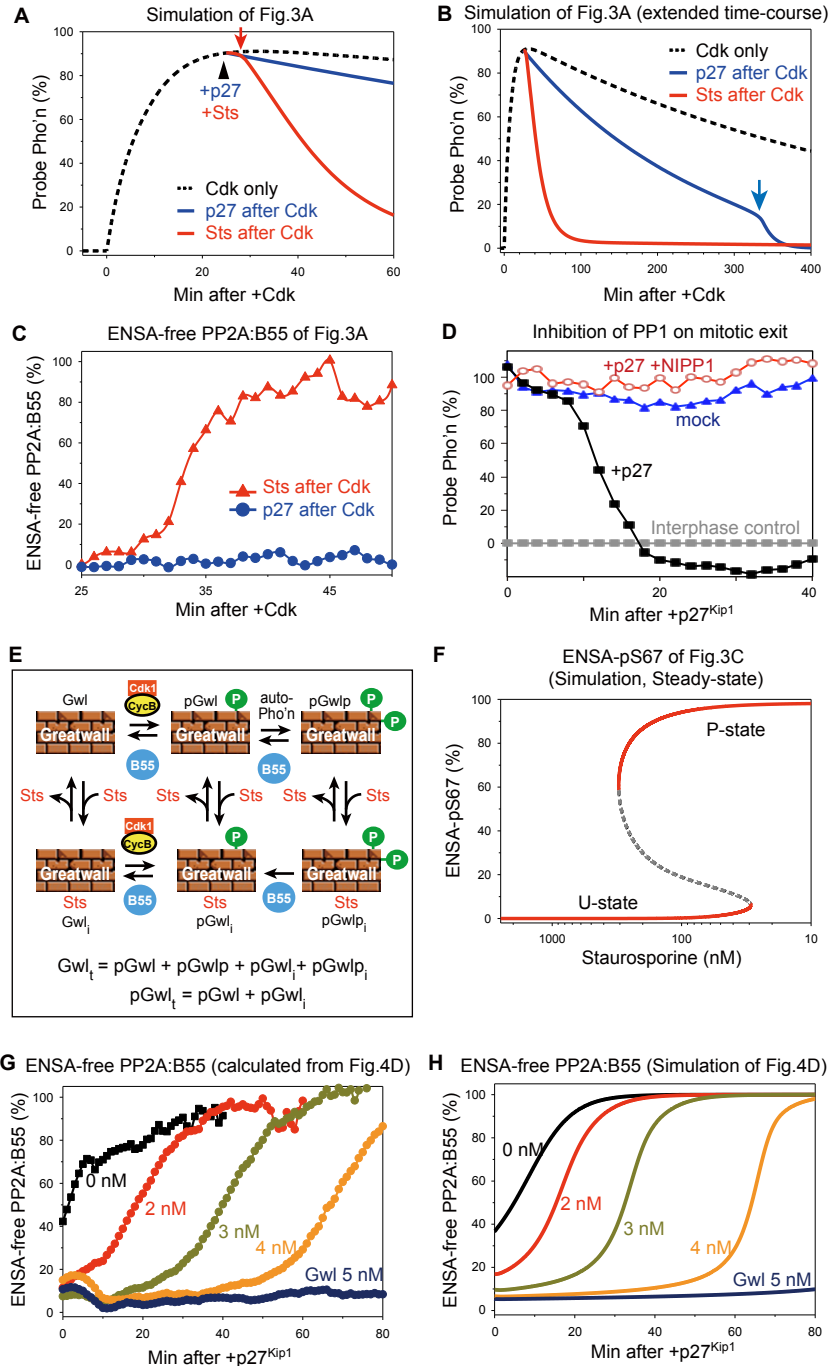 A
Simulation of Fig.3A
Probe Pho'n (%)
100
80
60
40
20
0
+p27
+Sts
Cdk only
p27 after Cdk
Sts after Cdk
0 20 40 60
Min after +Cdk
B
Simulation of Fig.3A (extended time-course)
Probe Pho'n (%)
100
80
60
40
20
0
Cdk only
p27 after Cdk
Sts after Cdk
0 100 200 300 400
Min after +Cdk
C
ENSA-free PP2A:B55 of Fig.3A
ENSA-free PP2A:B55 (%)
100
80
60
40
20
0
Sts after Cdk
p27 after Cdk
25 35 45
Min after +Cdk
D
Inhibition of PP1 on mitotic exit
Probe Pho'n (%)
100
80
60
40
20
0
+p27 +NIPP1
mock
+p27
Interphase control
0 20 40
Min after +p27Kip1
E
Gwl
Cdk1
CycB
pGwl
P
auto-
Pho'n
pGwlp
P
P
Greatwall
Greatwall
Greatwall
B55
B55
Sts Sts Sts Sts Sts Sts
Cdk1
CycB
P
P
P
Greatwall
Greatwall
Greatwall
Sts
B55
Sts
B55
Sts
Gwli
pGwli
pGwlpi
Gwlt = pGwl + pGwlp + pGwli+ pGwlpi
pGwlt = pGwl + pGwli
F
ENSA-pS67 of Fig.3C
(Simulation, Steady-state)
ENSA-pS67 (%)
100
80
60
40
20
0
P-state
U-state
1000 100 10
Staurosporine (nM)
G
ENSA-free PP2A:B55 (calculated from Fig.4D)
ENSA-free PP2A:B55 (%)
100
80
60
40
20
0
0 nM
2 nM
3 nM
4 nM
Gwl 5 nM
0 20 40 60 80
Min after +p27Kip1
H
ENSA-free PP2A:B55 (Simulation of Fig.4D)
ENSA-free PP2A:B55 (%)
100
80
60
40
20
0
0 nM
2 nM
3 nM
4 nM
Gwl 5 nM
0 20 40 60 80
Min after +p27Kip1